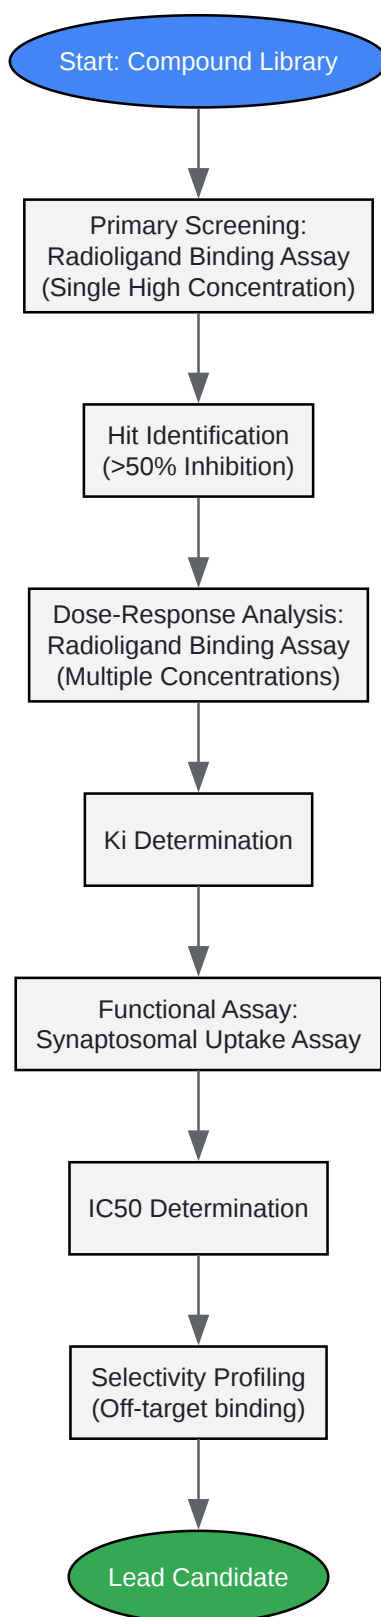 Start: Compound Library
Primary Screening:
Radioligand Binding Assay
(Single High Concentration)
Hit Identification
(>50% Inhibition)
Dose-Response Analysis:
Radioligand Binding Assay
(Multiple Concentrations)
Ki Determination
Functional Assay:
Synaptosomal Uptake Assay
IC50 Determination
Selectivity Profiling
(Off-target binding)
Lead Candidate